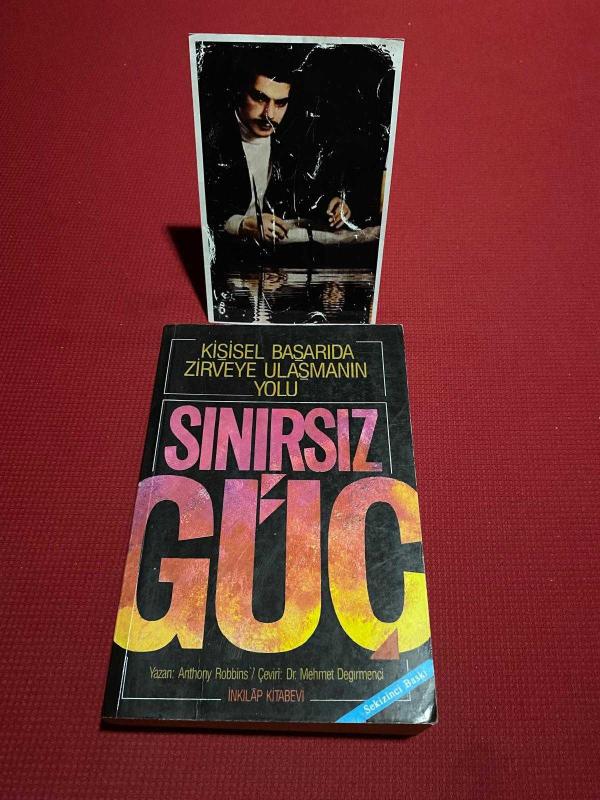 KİŞİSEL BAŞARIDA
ZİRVEYE ULAŞMANIN
YOLU
SINIRSIZ
GÜÇ
Yazan: Anthony Robbins / Çeviri: Dr. Mehmet Değirmenci
İNKILÂP KİTABEVİ
Sekizinci Baskı